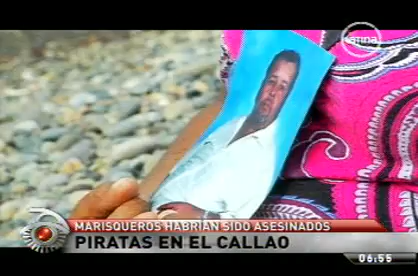 MARISQUEROS HABRÍAN SIDO ASESINADOS
PIRATAS EN EL CALLAO
06:55